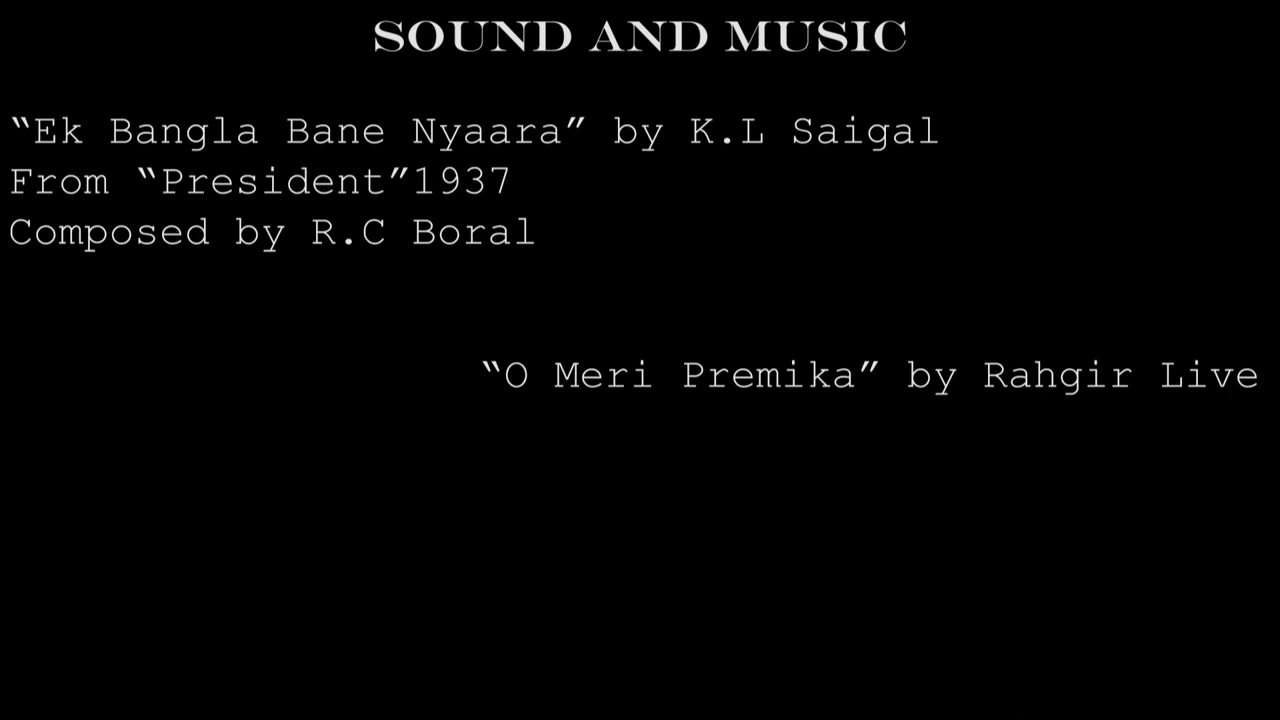 SOUND AND MUSIC
“Ek Bangla Bane Nyaara” by K.L Saigal
From “President”1937
Composed by R.C Boral
“O Meri Premika” by Rahgir Live